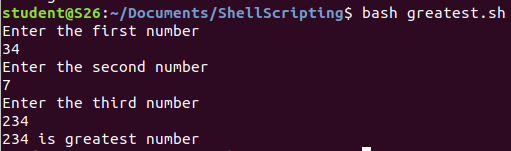 student@S26:~/Documents/ShellScripting$ bash greatest.sh
Enter the first number
34
Enter the second number
7
Enter the third number
234
234 is greatest number